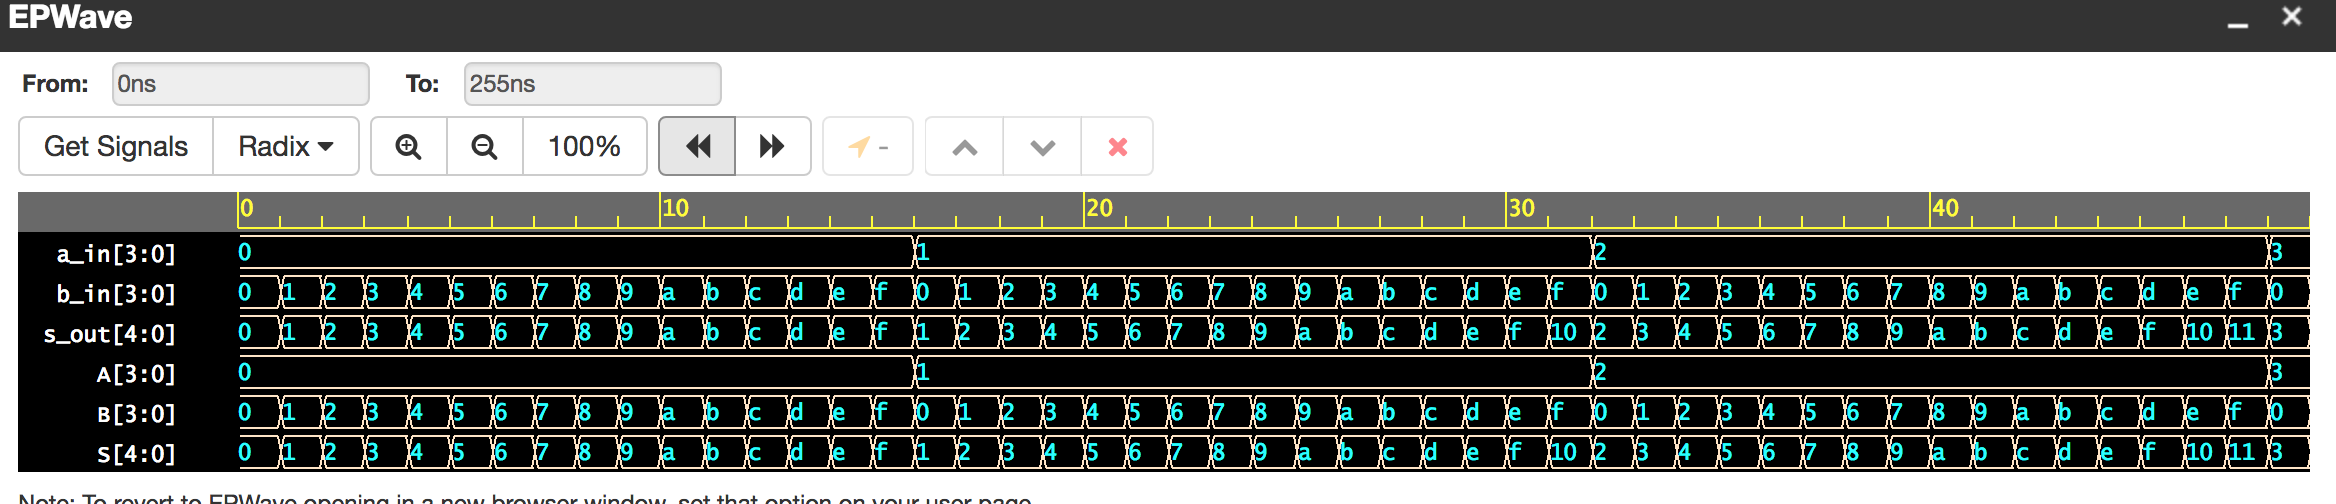 EPWave
From: 0ns To: 255ns
Get Signals Radix 100% -
0 10 20 30 40
a_in[3:0] 0 1 2 3
b_in[3:0] 0 1 2 3 4 5 6 7 8 9 a b c d e f 0 1 2 3 4 5 6 7 8 9 a b c d e f 0 1 2 3 4 5 6 7 8 9 a b c d e f 0
s_out[4:0] 0 1 2 3 4 5 6 7 8 9 a b c d e f 1 2 3 4 5 6 7 8 9 a b c d e f 10 2 3 4 5 6 7 8 9 a b c d e f 10 11 3
A[3:0] 0 1 2 3
B[3:0] 0 1 2 3 4 5 6 7 8 9 a b c d e f 0 1 2 3 4 5 6 7 8 9 a b c d e f 0 1 2 3 4 5 6 7 8 9 a b c d e f 0
S[4:0] 0 1 2 3 4 5 6 7 8 9 a b c d e f 1 2 3 4 5 6 7 8 9 a b c d e f 10 2 3 4 5 6 7 8 9 a b c d e f 10 11 3
Note: To revert to EPWave opening in a new browser window, set that option on your user page.